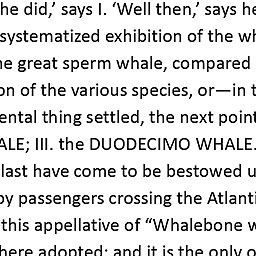 he did,’ says I. ‘Well then,’ says he
systematized exhibition of the wh
e great sperm whale, compared
on of the various species, or—in t
ental thing settled, the next point
ALE; III. the DUODECIMO WHALE.
last have come to be bestowed u
by passengers crossing the Atlanti
this appellative of “Whalebone w
here adopted; and it is the only o